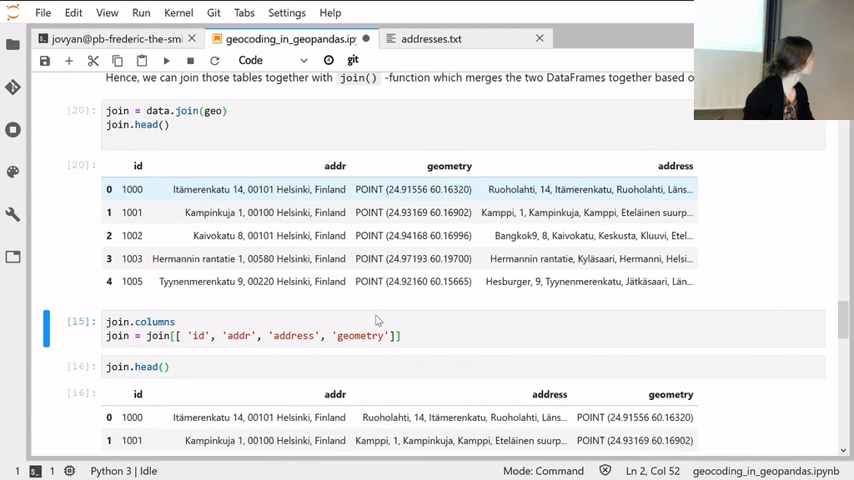 File Edit View Run Kernel Git Tabs Settings Help
jovyan@pb-frederic-the-smi
geocoding_in_geopandas.ipy
addresses.txt
Code
git
Hence, we can join those tables together with join() -function which merges the two DataFrames together based o
[20]: join = data.join(geo)
join.head()
[20]: id addr geometry address
0 1000 Itämerenkatu 14, 00101 Helsinki, Finland POINT (24.91556 60.16320) Ruoholahti, 14, Itämerenkatu, Ruoholahti, Läns...
1 1001 Kampinkuja 1, 00100 Helsinki, Finland POINT (24.93169 60.16902) Kamppi, 1, Kampinkuja, Kamppi, Eteläinen suurp...
2 1002 Kaivokatu 8, 00101 Helsinki, Finland POINT (24.94168 60.16996) Bangkok9, 8, Kaivokatu, Keskusta, Kluuvi, Etel...
3 1003 Hermannin rantatie 1, 00580 Helsinki, Finland POINT (24.97193 60.19700) Hermannin rantatie, Kyläsaari, Hermanni, Helsi...
4 1005 Tyynenmerenkatu 9, 00220 Helsinki, Finland POINT (24.92160 60.15665) Hesburger, 9, Tyynenmerenkatu, Jätkäsaari, Län...
[15]: join.columns
join = join[[ 'id', 'addr', 'address', 'geometry']]
[16]: join.head()
[16]: id addr address geometry
0 1000 Itämerenkatu 14, 00101 Helsinki, Finland Ruoholahti, 14, Itämerenkatu, Ruoholahti, Läns... POINT (24.91556 60.16320)
1 1001 Kampinkuja 1, 00100 Helsinki, Finland Kamppi, 1, Kampinkuja, Kamppi, Eteläinen suurp... POINT (24.93169 60.16902)
1 1 Python 3 | Idle Mode: Command Ln 2, Col 52 geocoding_in_geopandas.ipynb